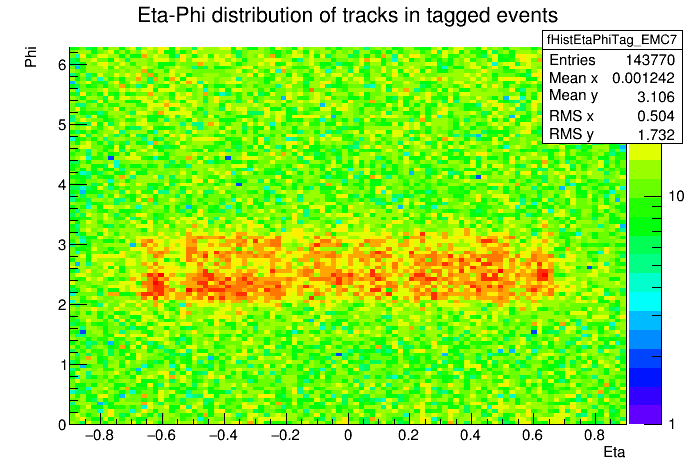 Eta-Phi distribution of tracks in tagged events
fHistEtaPhiTag_EMC7
Entries 143770
Mean x 0.001242
Mean y 3.106
RMS x 0.504
RMS y 1.732
Phi
6
5
4
3
2
1
0
−0.8 −0.6 −0.4 −0.2 0 0.2 0.4 0.6 0.8
Eta
10
1